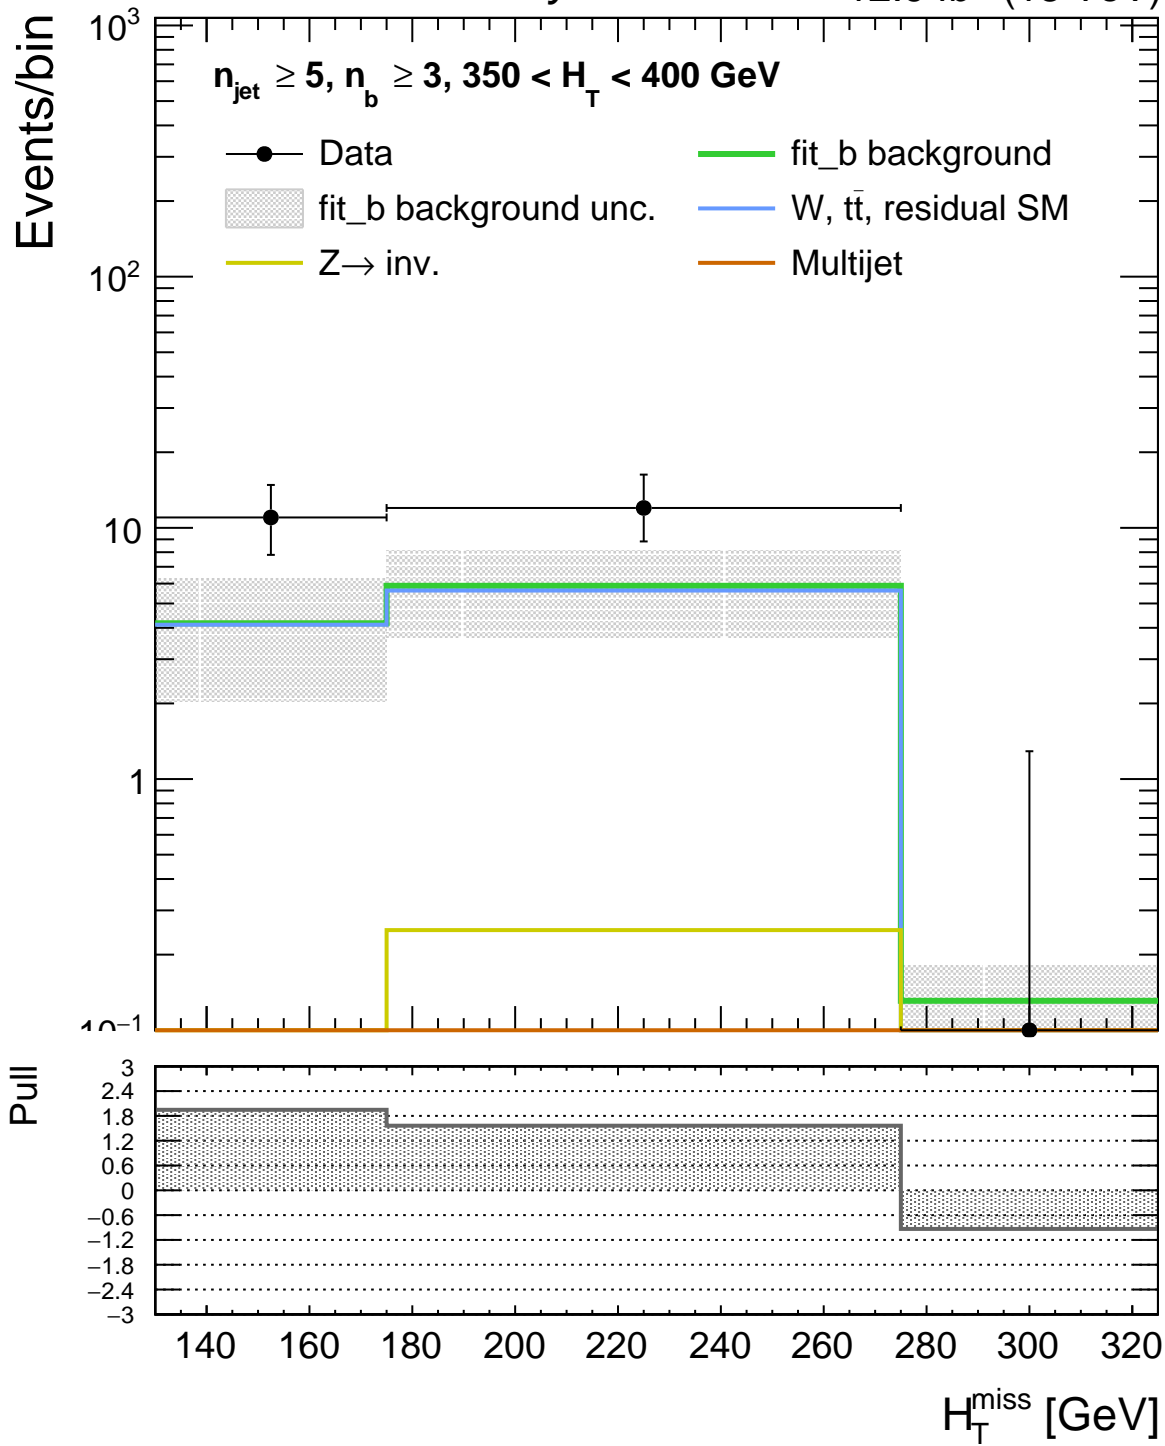 10³
Events/bin
n_jet ≥ 5, n_b ≥ 3, 350 < H_T < 400 GeV
Data
fit_b background
fit_b background unc.
W, tt̄, residual SM
Z→ inv.
Multijet
10²
10
1
10⁻¹
Pull
3
2.4
1.8
1.2
0.6
0
−0.6
−1.2
−1.8
−2.4
−3
140 160 180 200 220 240 260 280 300 320
H_T^miss [GeV]